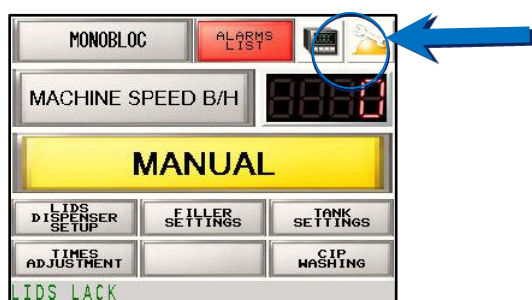 MONOBLOC
ALARMS
LIST
MACHINE SPEED B/H
0
MANUAL
LIDS
DISPENSER
SETUP
FILLER
SETTINGS
TANK
SETTINGS
TIMES
ADJUSTMENT
CIP
WASHING
LIDS LACK